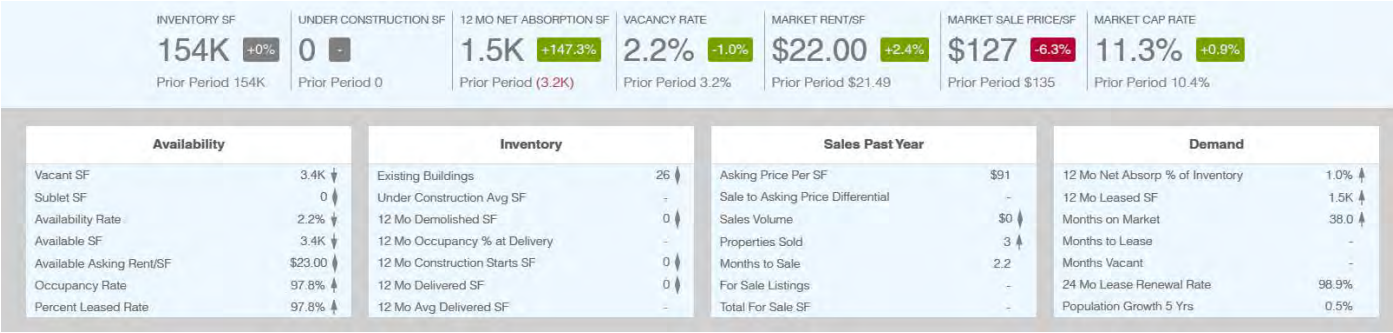 INVENTORY SF
154K +0%
Prior Period 154K
UNDER CONSTRUCTION SF
0 -
Prior Period 0
12 MO NET ABSORPTION SF
1.5K +147.3%
Prior Period (3.2K)
VACANCY RATE
2.2% -1.0%
Prior Period 3.2%
MARKET RENT/SF
$22.00 +2.4%
Prior Period $21.49
MARKET SALE PRICE/SF
$127 -6.3%
Prior Period $135
MARKET CAP RATE
11.3% +0.9%
Prior Period 10.4%
Availability
Vacant SF 3.4K
Sublet SF 0
Availability Rate 2.2%
Available SF 3.4K
Available Asking Rent/SF $23.00
Occupancy Rate 97.8%
Percent Leased Rate 97.8%
Inventory
Existing Buildings 26
Under Construction Avg SF -
12 Mo Demolished SF 0
12 Mo Occupancy % at Delivery -
12 Mo Construction Starts SF 0
12 Mo Delivered SF 0
12 Mo Avg Delivered SF -
Sales Past Year
Asking Price Per SF $91
Sale to Asking Price Differential -
Sales Volume $0
Properties Sold 3
Months to Sale 2.2
For Sale Listings -
Total For Sale SF -
Demand
12 Mo Net Absorp % of Inventory 1.0%
12 Mo Leased SF 1.5K
Months on Market 38.0
Months to Lease -
Months Vacant -
24 Mo Lease Renewal Rate 98.9%
Population Growth 5 Yrs 0.5%